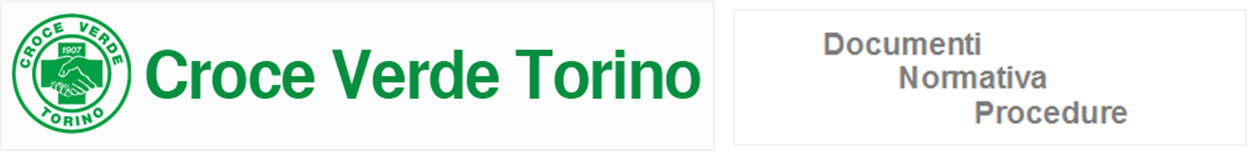 CROCE VERDE
1907
TORINO
Croce Verde Torino
Documenti
Normativa
Procedure